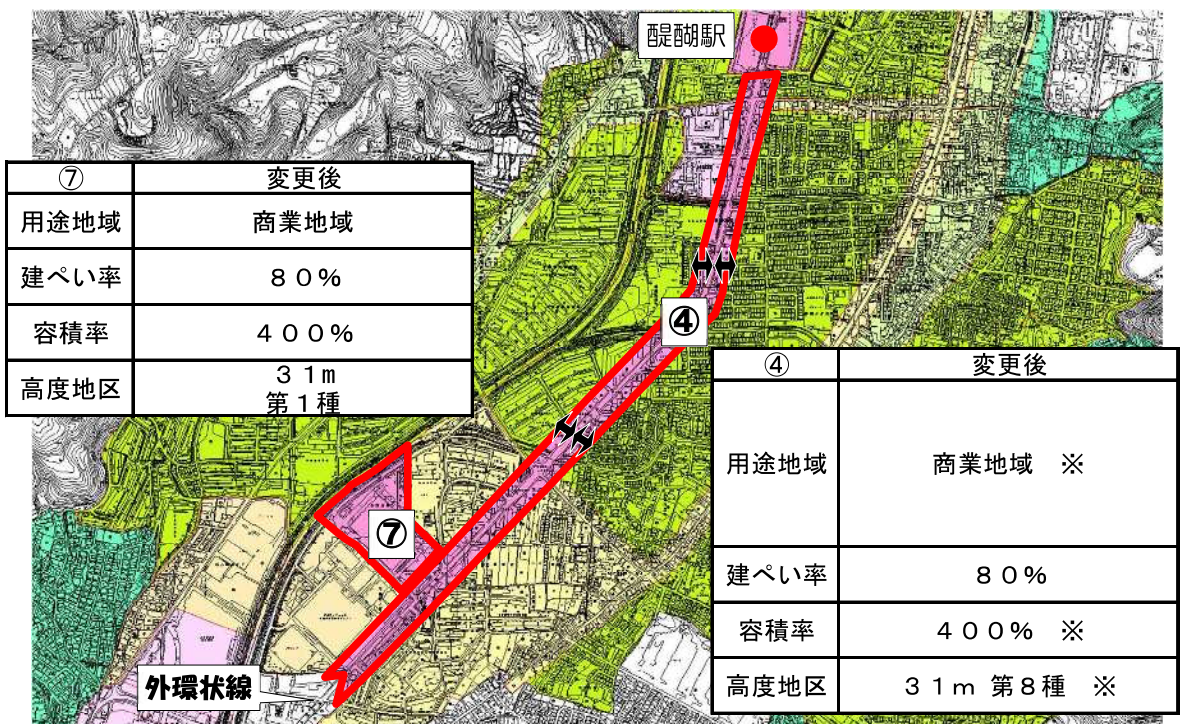 醍醐駅
⑦ 変更後
用途地域 商業地域
建ぺい率 80%
容積率 400%
高度地区 31m
第1種
④
④ 変更後
用途地域 商業地域 ※
建ぺい率 80%
容積率 400% ※
高度地区 31m 第8種 ※
⑦
外環状線